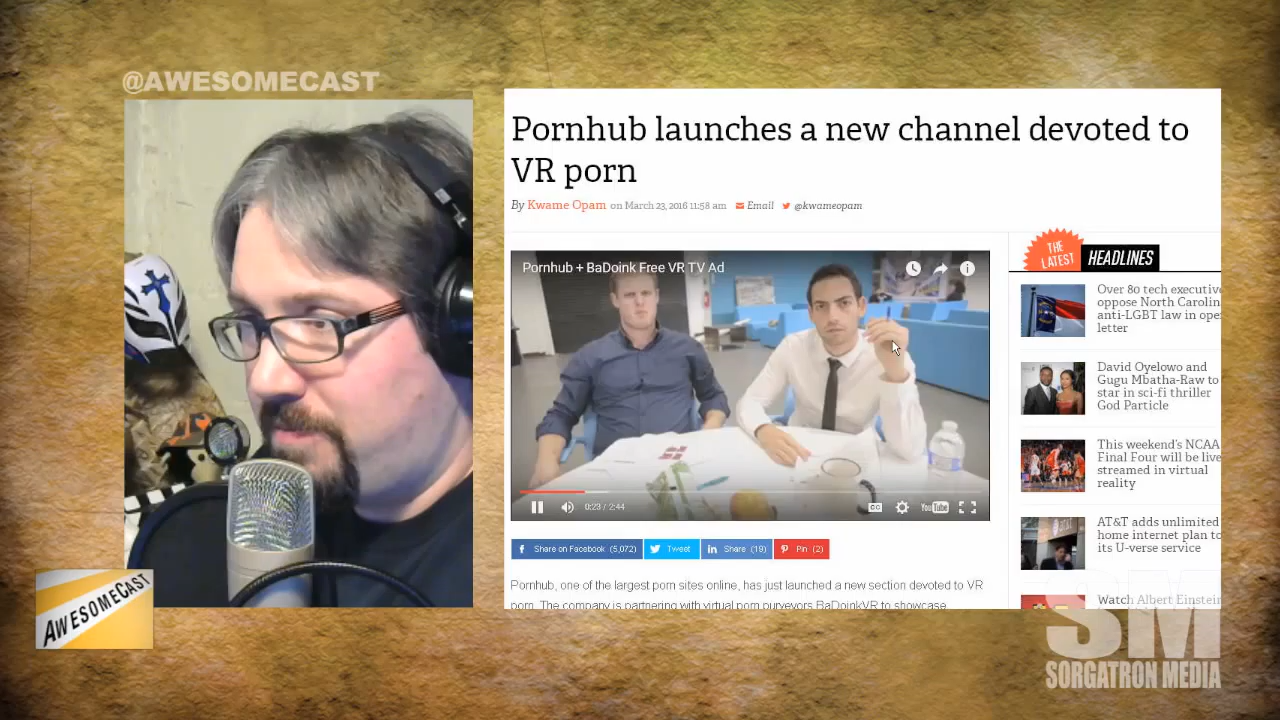 @AWESOMECAST
Pornhub launches a new channel devoted to
VR porn
By Kwame Opam on March 23, 2016 11:58 am Email @kwameopam
Pornhub + BaDoink Free VR TV Ad
THE
LATEST
HEADLINES
Over 80 tech executive
oppose North Carolin
anti-LGBT law in ope
letter
David Oyelowo and
Gugu Mbatha-Raw to
star in sci-fi thriller
God Particle
This weekend's NCAA
Final Four will be live
streamed in virtual
reality
AT&T adds unlimited
home internet plan to
its U-verse service
Watch Albert Einstein
0:23 / 2:44
CC
YouTube
Share on Facebook (5,072) Tweet Share (19) Pin (2)
Pornhub, one of the largest porn sites online, has just launched a new section devoted to VR
porn. The company is partnering with virtual porn purveyors BaDoinkVR to showcase
AWESOMECAST
SM
SORGATRON MEDIA